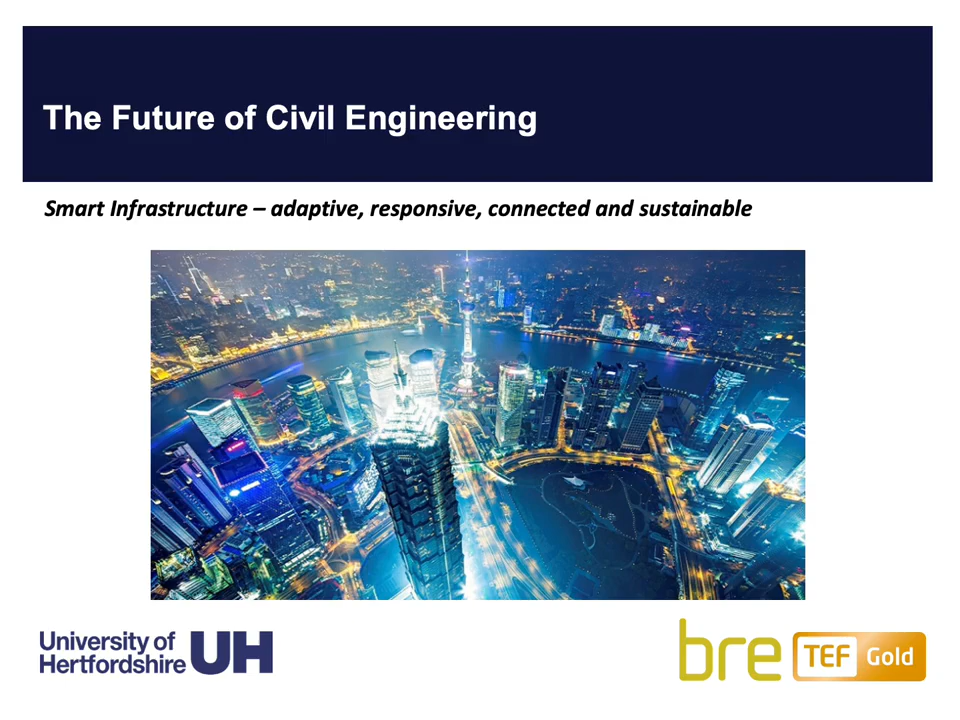 The Future of Civil Engineering
Smart Infrastructure – adaptive, responsive, connected and sustainable
University of
Hertfordshire UH
bre TEF Gold